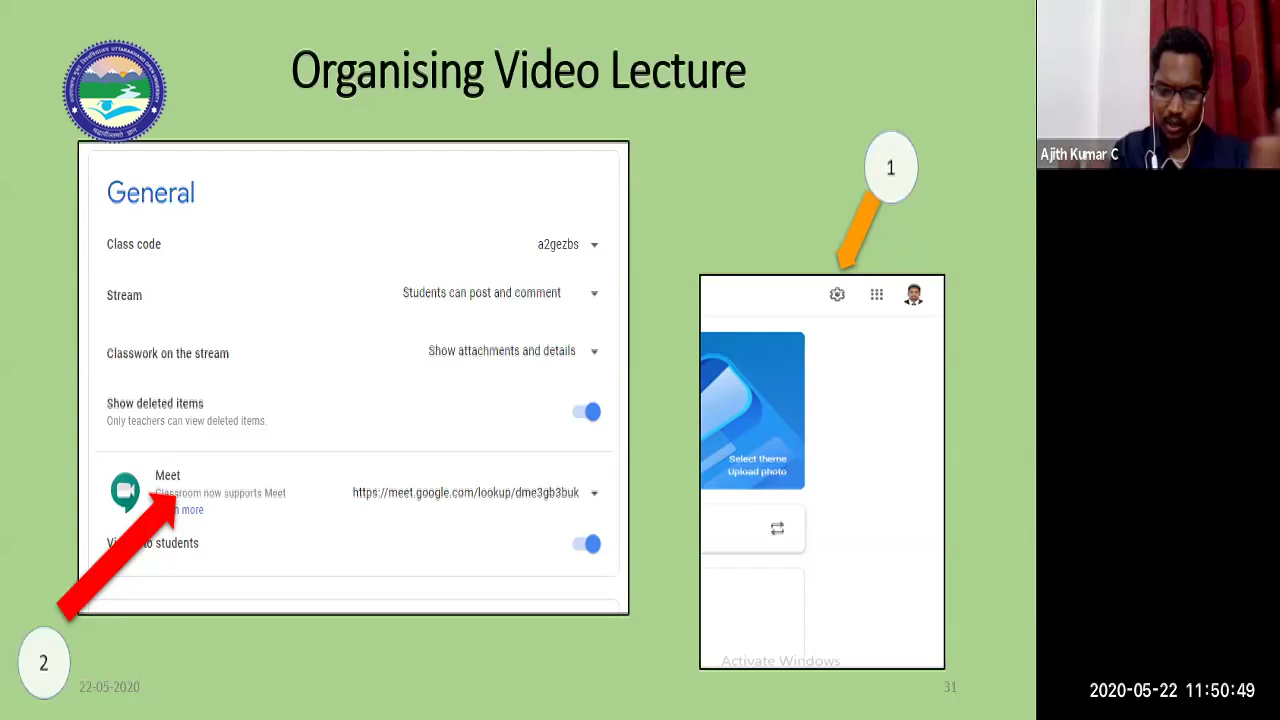 Organising Video Lecture
General
Class code
a2gezbs
Stream
Students can post and comment
Classwork on the stream
Show attachments and details
Show deleted items
Only teachers can view deleted items.
Meet
Classroom now supports Meet
more
https://meet.google.com/lookup/dme3gb3buk
to students
1
Select theme
Upload photo
Activate Windows
2
22-05-2020
31
Ajith Kumar C
2020-05-22 11:50:49